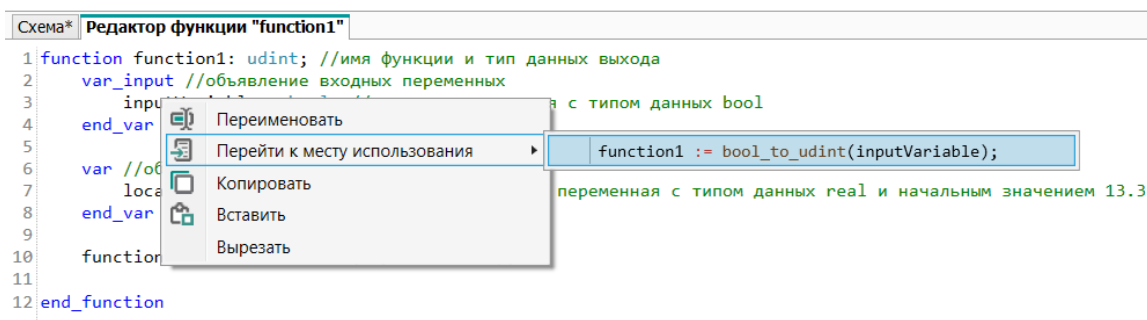 Схема* Редактор функции "function1"
1 function function1: udint; //имя функции и тип данных выхода
2 var_input //объявление входных переменных
3 inpu я с типом данных bool
4 end_var
Переименовать
5
Перейти к месту использования
function1 := bool_to_udint(inputVariable);
6 var //об
7 loca переменная с типом данных real и начальным значением 13.3
Копировать
8 end_var
Вставить
9
10 function
Вырезать
11
12 end_function